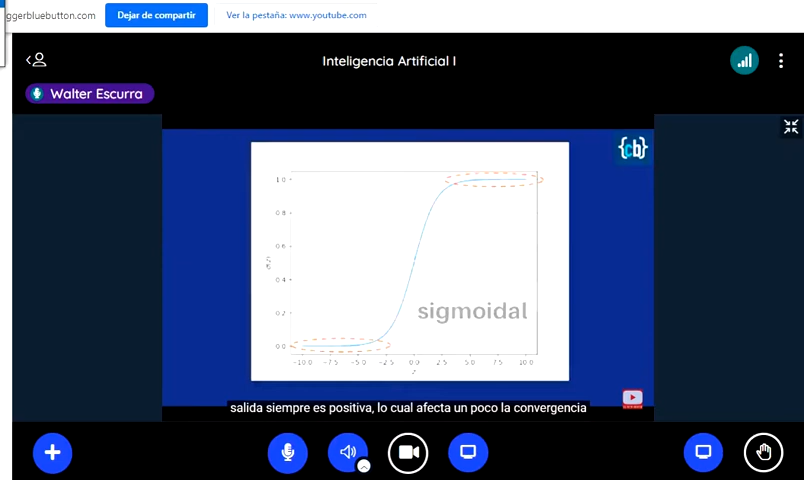 ggerbluebutton.com
Dejar de compartir
Ver la pestaña: www.youtube.com
Inteligencia Artificial I
Walter Escurra
{cb}
1.0
0.8
0.6
0.4
0.2
0.0
sigmoidal
-10.0 -7.5 -5.0 -2.5 0.0 2.5 5.0 7.5 10.0
salida siempre es positiva, lo cual afecta un poco la convergencia